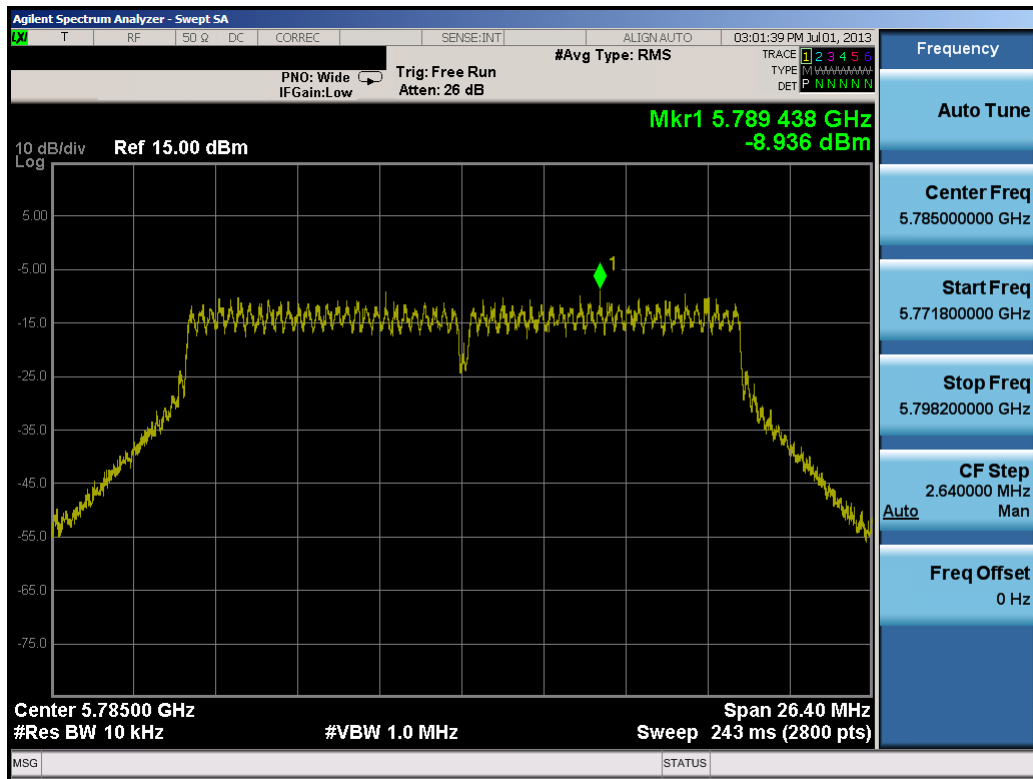 Agilent Spectrum Analyzer - Swept SA
LXI T RF 50 Ω DC CORREC SENSE:INT ALIGNAUTO 03:01:39 PM Jul 01, 2013
#Avg Type: RMS TRACE 1 2 3 4 5 6
PNO: Wide Trig: Free Run TYPE M WWWWW
IFGain:Low Atten: 26 dB DET P N N N N N
Mkr1 5.789 438 GHz
-8.936 dBm
10 dB/div Ref 15.00 dBm
Log
5.00
-5.00
-15.0
-25.0
-35.0
-45.0
-55.0
-65.0
-75.0
1
Center 5.78500 GHz Span 26.40 MHz
#Res BW 10 kHz #VBW 1.0 MHz Sweep 243 ms (2800 pts)
MSG STATUS
Frequency
Auto Tune
Center Freq
5.785000000 GHz
Start Freq
5.771800000 GHz
Stop Freq
5.798200000 GHz
CF Step
2.640000 MHz
Auto Man
Freq Offset
0 Hz